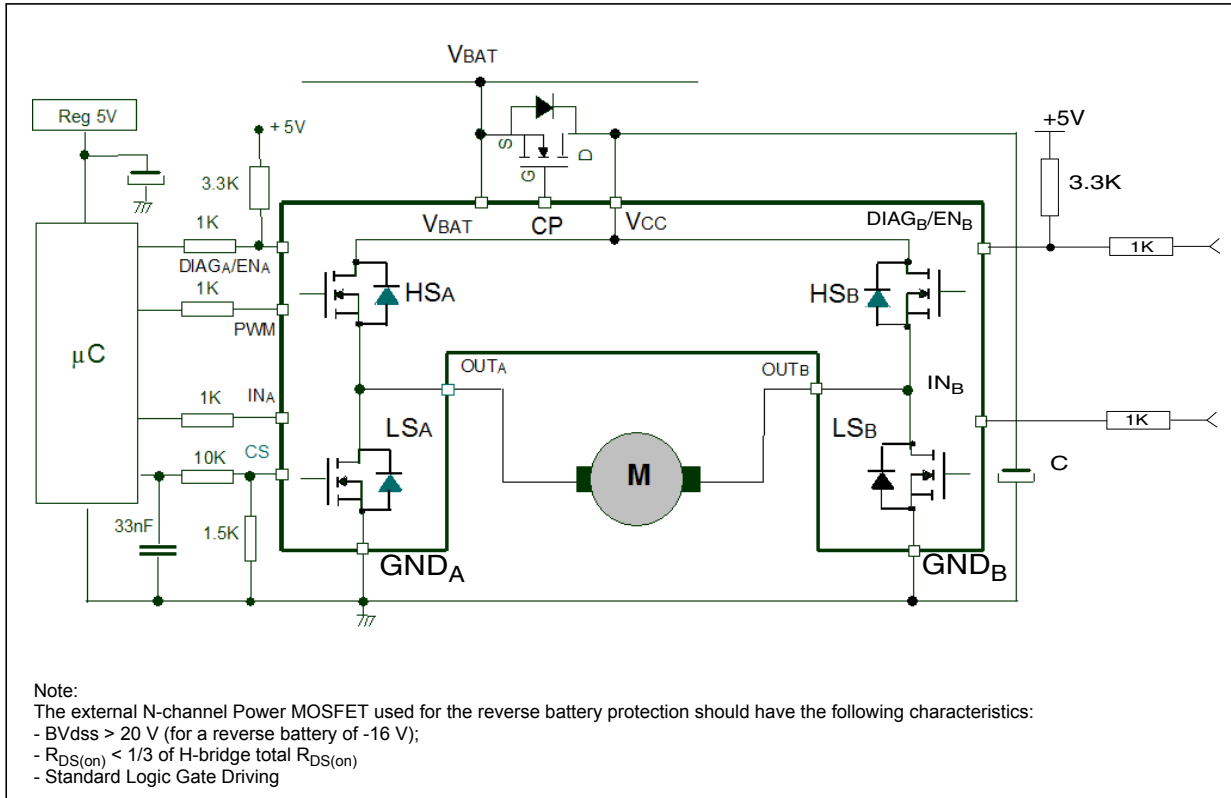 VBAT
Reg 5V
+ 5V
+5V
S
D
G
3.3K
3.3K
1K
VBAT
CP
VCC
DIAGB/ENB
1K
DIAGA/ENA
1K
HSA
HSB
PWM
µC
OUTA
OUTB
1K
INA
INB
LSA
LSB
1K
10K
CS
M
C
33nF
1.5K
GNDA
GNDB
Note:
The external N-channel Power MOSFET used for the reverse battery protection should have the following characteristics:
- BVdss > 20 V (for a reverse battery of -16 V);
- RDS(on) < 1/3 of H-bridge total RDS(on)
- Standard Logic Gate Driving